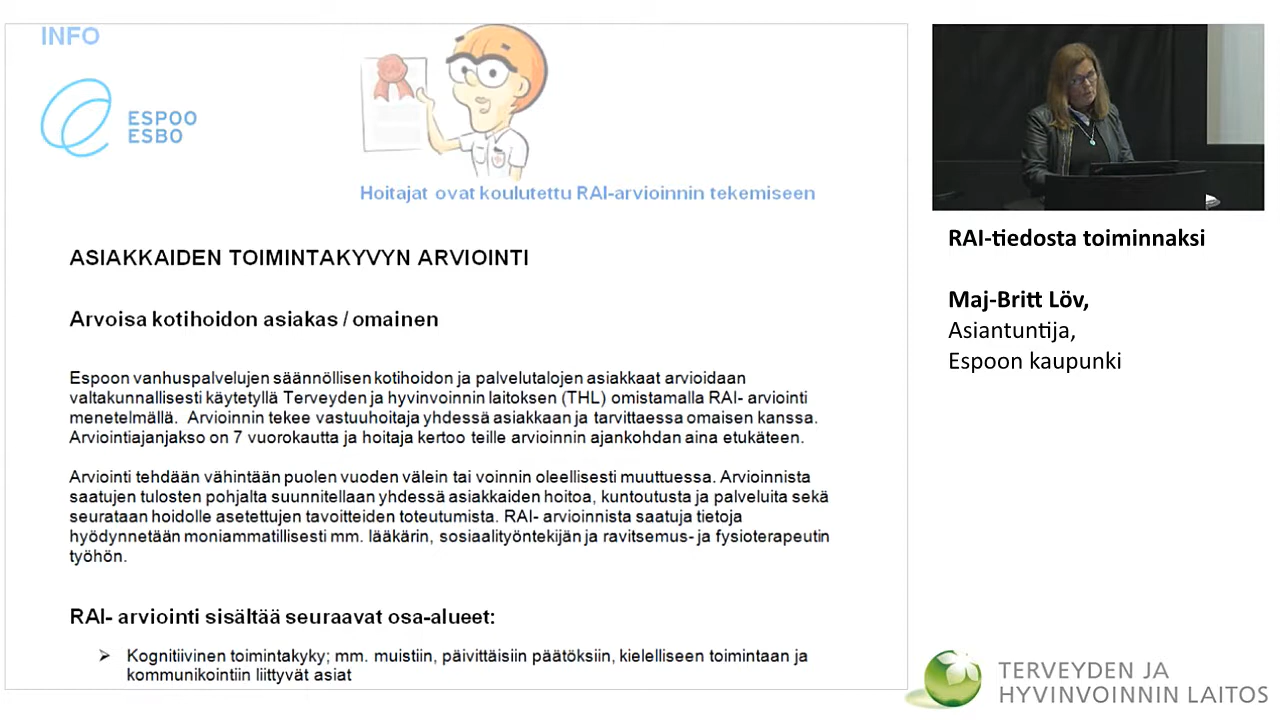 INFO
ESPOO
ESBO
Hoitajat ovat koulutettu RAI-arvioinnin tekemiseen
ASIAKKAIDEN TOIMINTAKYVYN ARVIOINTI
Arvoisa kotihoidon asiakas / omainen
Espoon vanhuspalvelujen säännöllisen kotihoidon ja palvelutalojen asiakkaat arvioidaan
valtakunnallisesti käytetyllä Terveyden ja hyvinvoinnin laitoksen (THL) omistamalla RAI- arviointi
menetelmällä. Arvioinnin tekee vastuuhoitaja yhdessä asiakkaan ja tarvittaessa omaisen kanssa.
Arviointiajanjakso on 7 vuorokautta ja hoitaja kertoo teille arvioinnin ajankohdan aina etukäteen.
Arviointi tehdään vähintään puolen vuoden välein tai voinnin oleellisesti muuttuessa. Arvioinnista
saatujen tulosten pohjalta suunnitellaan yhdessä asiakkaiden hoitoa, kuntoutusta ja palveluita sekä
seurataan hoidolle asetettujen tavoitteiden toteutumista. RAI- arvioinnista saatuja tietoja
hyödynnetään moniammatillisesti mm. lääkärin, sosiaalityöntekijän ja ravitsemus- ja fysioterapeutin
työhön.
RAI- arviointi sisältää seuraavat osa-alueet:
➢ Kognitiivinen toimintakyky; mm. muistiin, päivittäisiin päätöksiin, kielelliseen toimintaan ja
kommunikointiin liittyvät asiat
RAI-tiedosta toiminnaksi
Maj-Britt Löv,
Asiantuntija,
Espoon kaupunki
TERVEYDEN JA
HYVINVOINNIN LAITOS